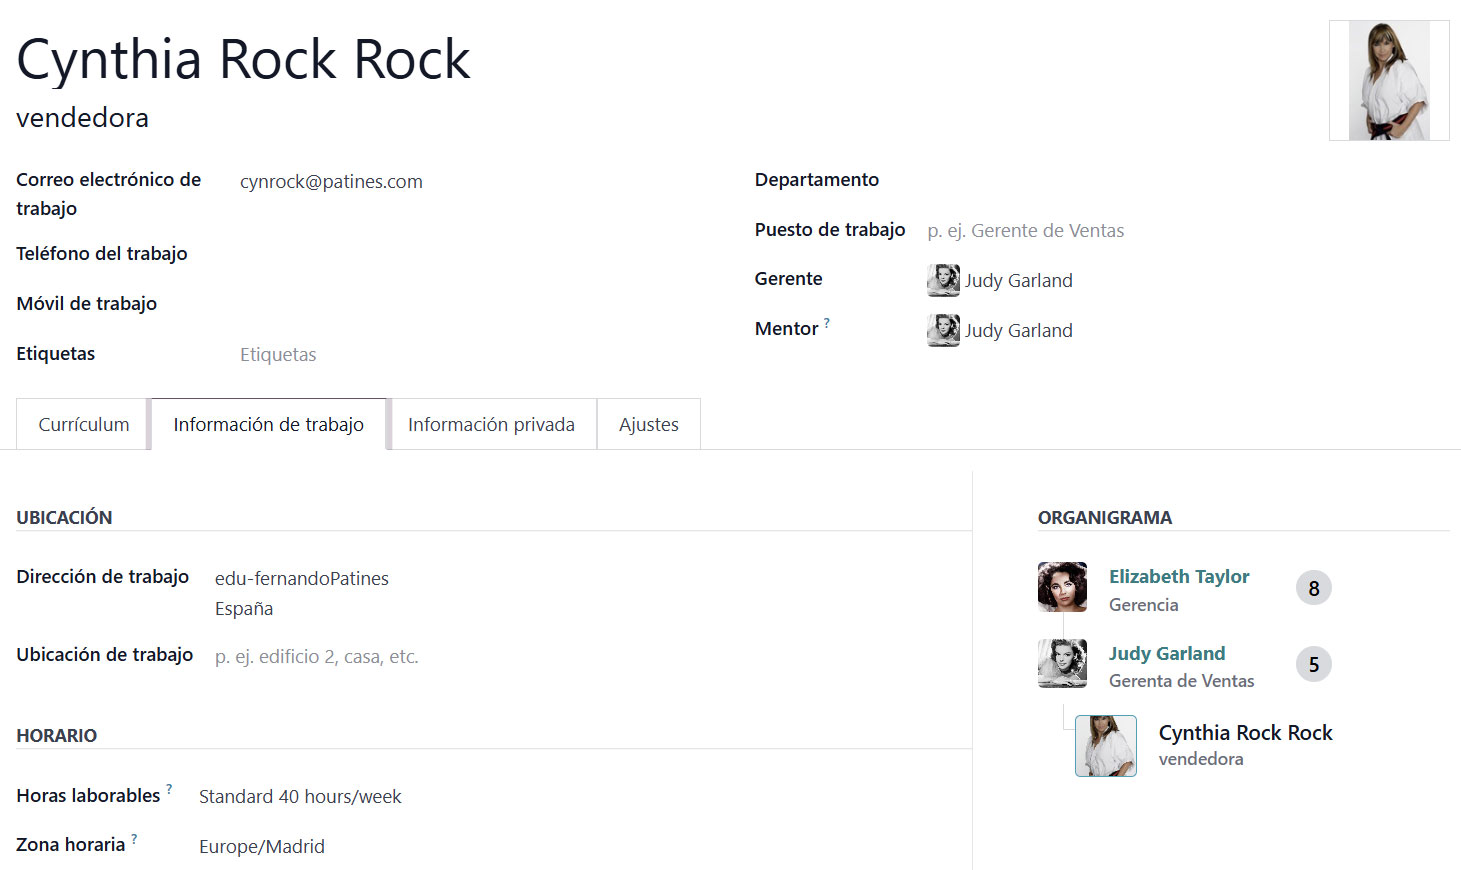 Cynthia Rock Rock
vendedora
Correo electrónico de trabajo cynrock@patines.com
Teléfono del trabajo
Móvil de trabajo
Etiquetas Etiquetas
Departamento
Puesto de trabajo p. ej. Gerente de Ventas
Gerente Judy Garland
Mentor ? Judy Garland
Currículum Información de trabajo Información privada Ajustes
UBICACIÓN
Dirección de trabajo edu-fernandoPatines
España
Ubicación de trabajo p. ej. edificio 2, casa, etc.
HORARIO
Horas laborables ? Standard 40 hours/week
Zona horaria ? Europe/Madrid
ORGANIGRAMA
Elizabeth Taylor 8
Gerencia
Judy Garland 5
Gerenta de Ventas
Cynthia Rock Rock
vendedora